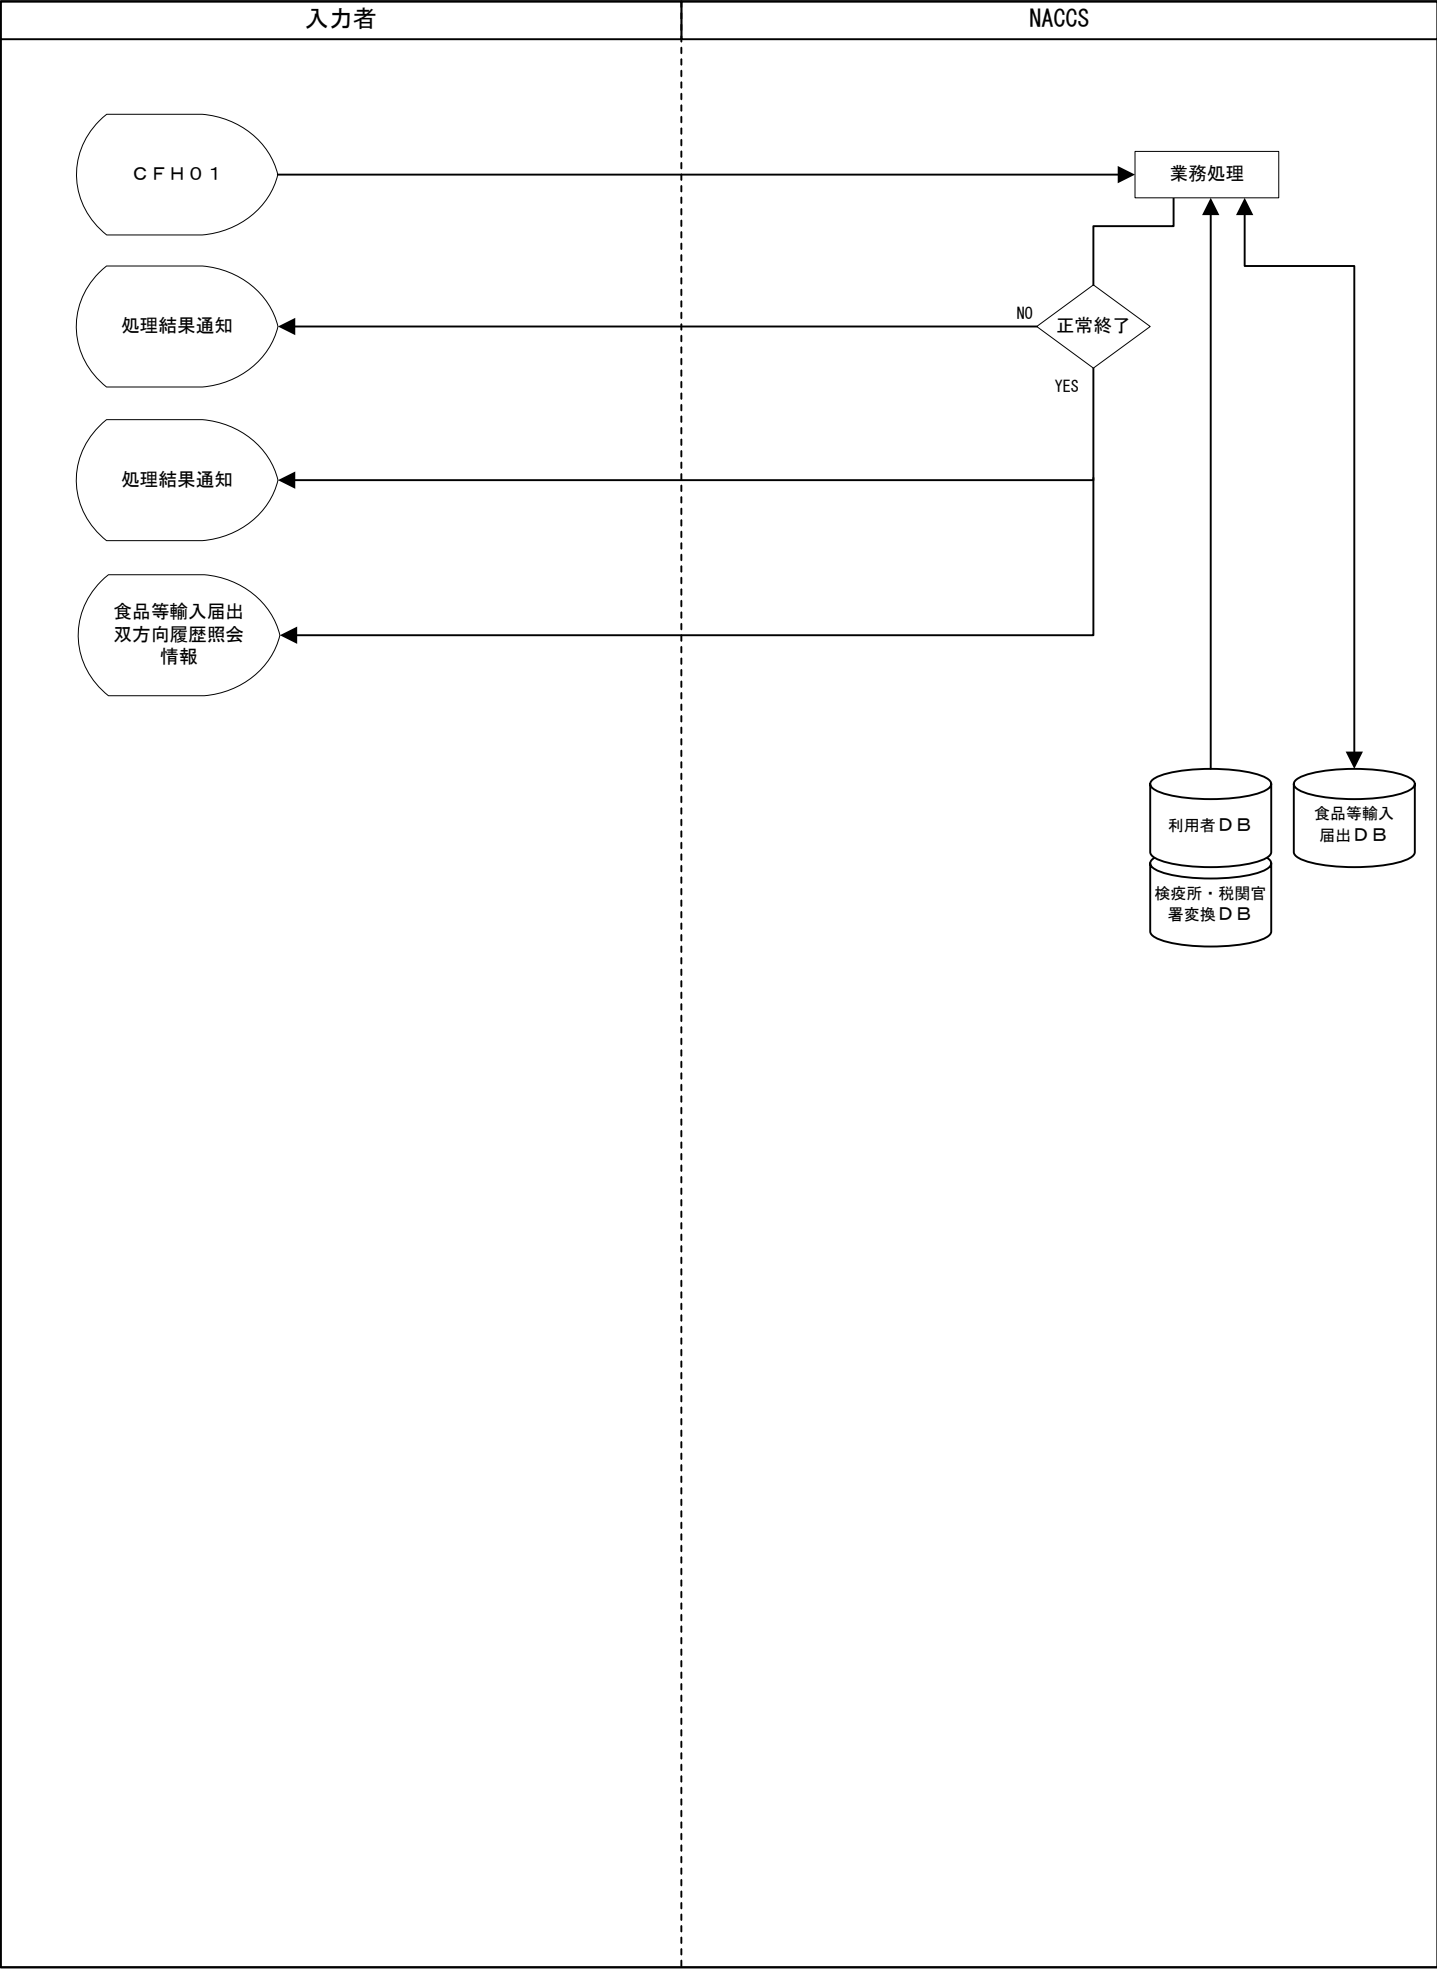 入力者
NACCS
ＣＦＨ０１
業務処理
処理結果通知
NO
正常終了
YES
処理結果通知
食品等輸入届出
双方向履歴照会
情報
利用者ＤＢ
食品等輸入
届出ＤＢ
検疫所・税関官
署変換ＤＢ